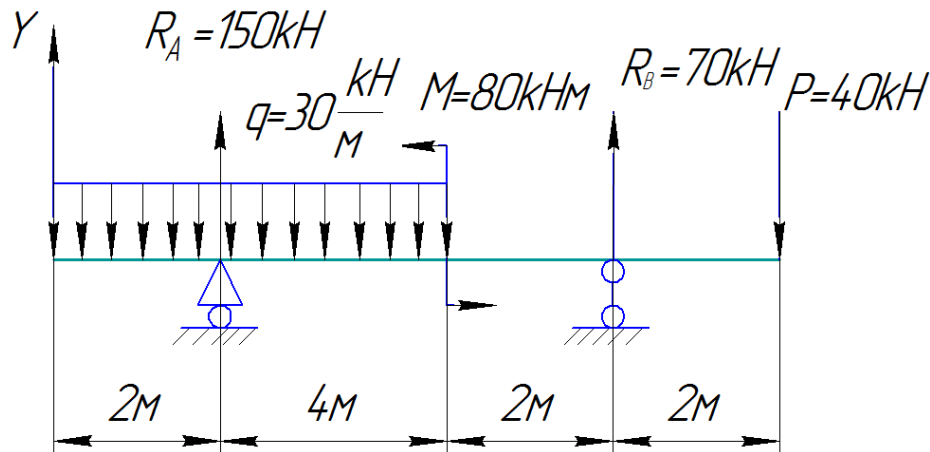 Y
R_A = 150kH
q=30 kH/м
M=80kHм
R_B = 70kH
P=40kH
2м
4м
2м
2м